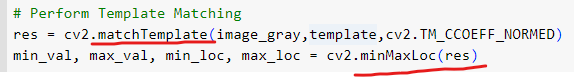 # Perform Template Matching
res = cv2.matchTemplate(image_gray,template,cv2.TM_CCOEFF_NORMED)
min_val, max_val, min_loc, max_loc = cv2.minMaxLoc(res)